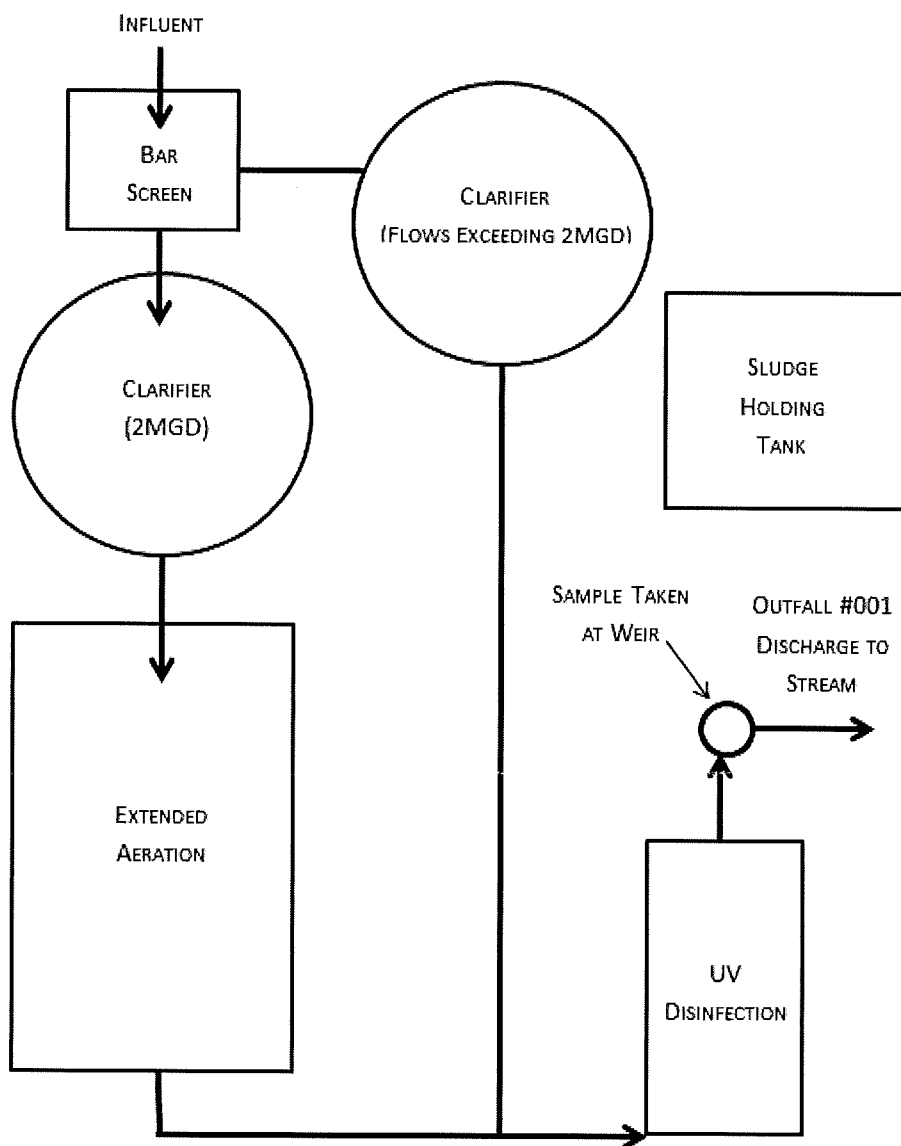 INFLUENT
BAR
SCREEN
CLARIFIER
(FLOWS EXCEEDING 2MGD)
CLARIFIER
(2MGD)
SLUDGE
HOLDING
TANK
SAMPLE TAKEN
AT WEIR
OUTFALL #001
DISCHARGE TO
STREAM
EXTENDED
AERATION
UV
DISINFECTION